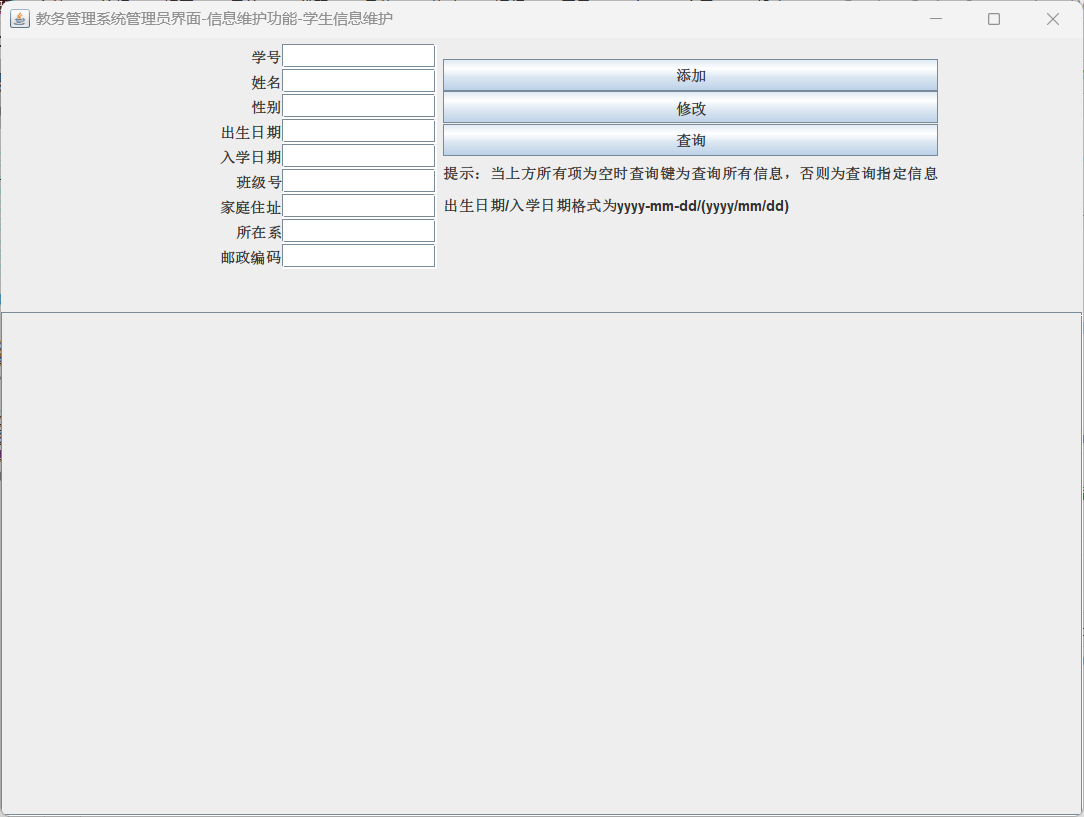 教务管理系统管理员界面-信息维护功能-学生信息维护
学号
姓名
性别
出生日期
入学日期
班级号
家庭住址
所在系
邮政编码
添加
修改
查询
提示：当上方所有项为空时查询键为查询所有信息，否则为查询指定信息
出生日期/入学日期格式为yyyy-mm-dd/(yyyy/mm/dd)